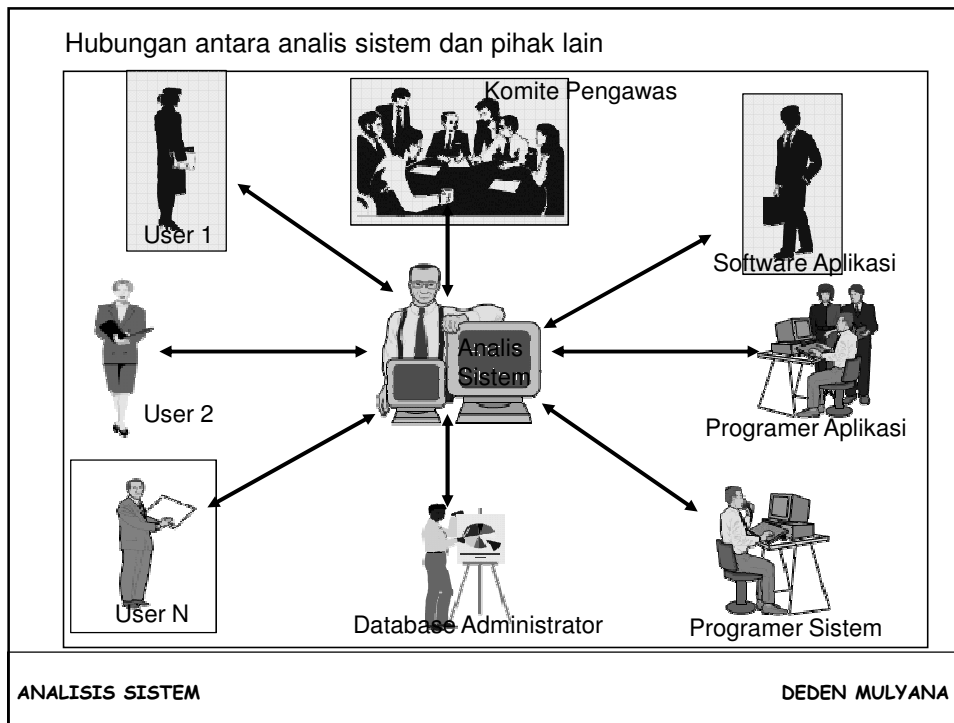 Hubungan antara analis sistem dan pihak lain
Komite Pengawas
User 1
Software Aplikasi
Analis
Sistem
User 2
Programer Aplikasi
User N
Database Administrator
Programer Sistem
ANALISIS SISTEM
DEDEN MULYANA